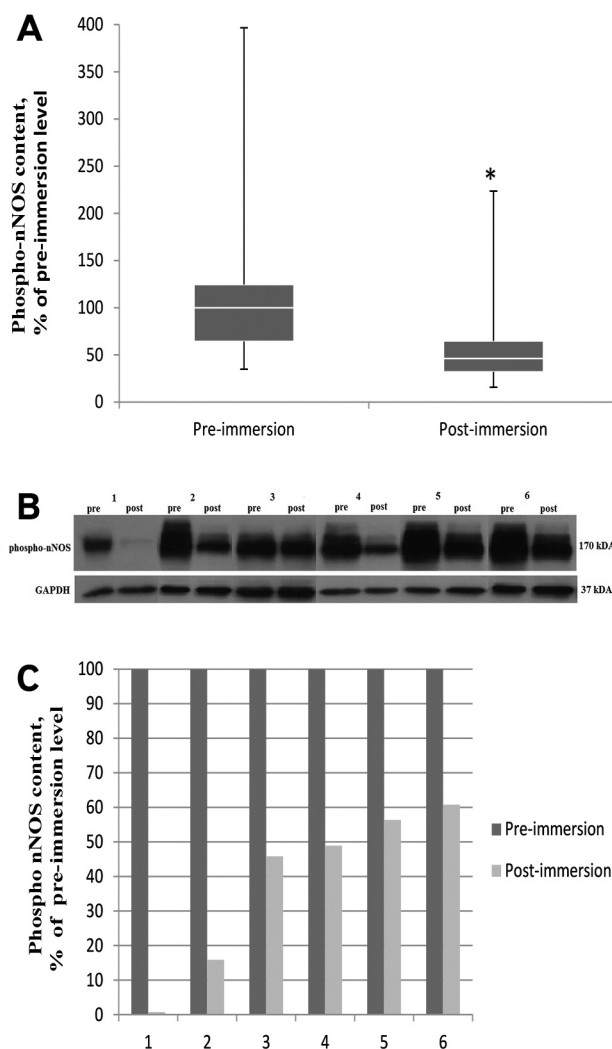 A
Phospho-nNOS content,
% of pre-immersion level
400
350
300
250
200
150
100
50
0
*
Pre-immersion
Post-immersion
B
1 2 3 4 5 6
pre post pre post pre post pre post pre post pre post
phospho-nNOS
170 kDA
GAPDH
37 kDA
C
Phospho nNOS content,
% of pre-immersion level
100
90
80
70
60
50
40
30
20
10
0
1 2 3 4 5 6
Pre-immersion
Post-immersion